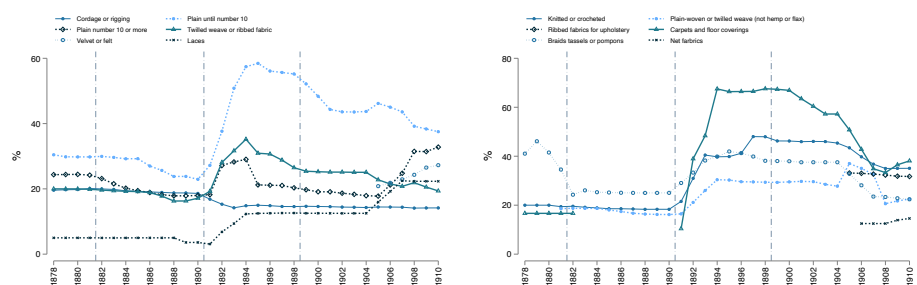 Cordage or rigging
Plain until number 10
Plain number 10 or more
Twilled weave or ribbed fabric
Velvet or felt
Laces
60
40
20
0
%
1878 1880 1882 1884 1886 1888 1890 1892 1894 1896 1898 1900 1902 1904 1906 1908 1910
Knitted or crocheted
Plain-woven or twilled weave (not hemp or flax)
Ribbed fabrics for upholstery
Carpets and floor coverings
Braids tassels or pompons
Net farbrics
80
60
40
20
0
%
1878 1880 1882 1884 1886 1888 1890 1892 1894 1896 1898 1900 1902 1904 1906 1908 1910